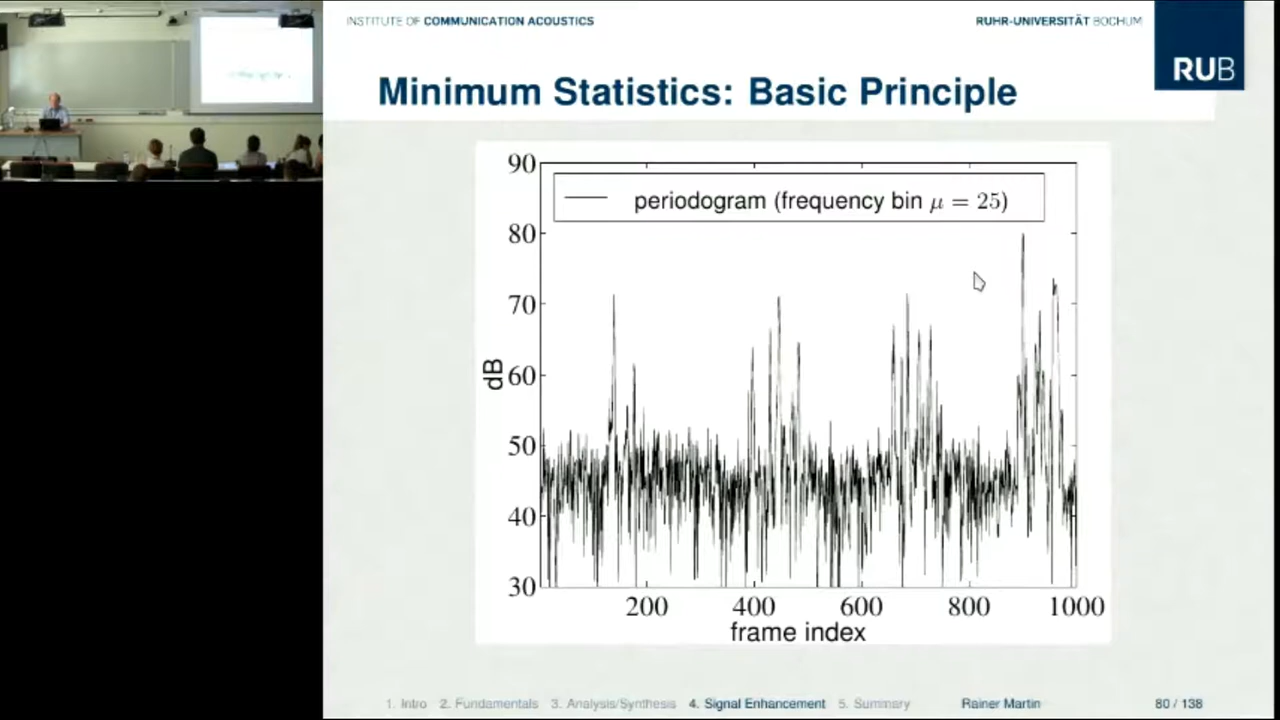 INSTITUTE OF COMMUNICATION ACOUSTICS
RUHR-UNIVERSITÄT BOCHUM
RUB
Minimum Statistics: Basic Principle
periodogram (frequency bin μ = 25)
90
80
70
60
50
40
30
dB
200 400 600 800 1000
frame index
1. Intro 2. Fundamentals 3. Analysis/Synthesis 4. Signal Enhancement 5. Summary Rainer Martin 80 / 138